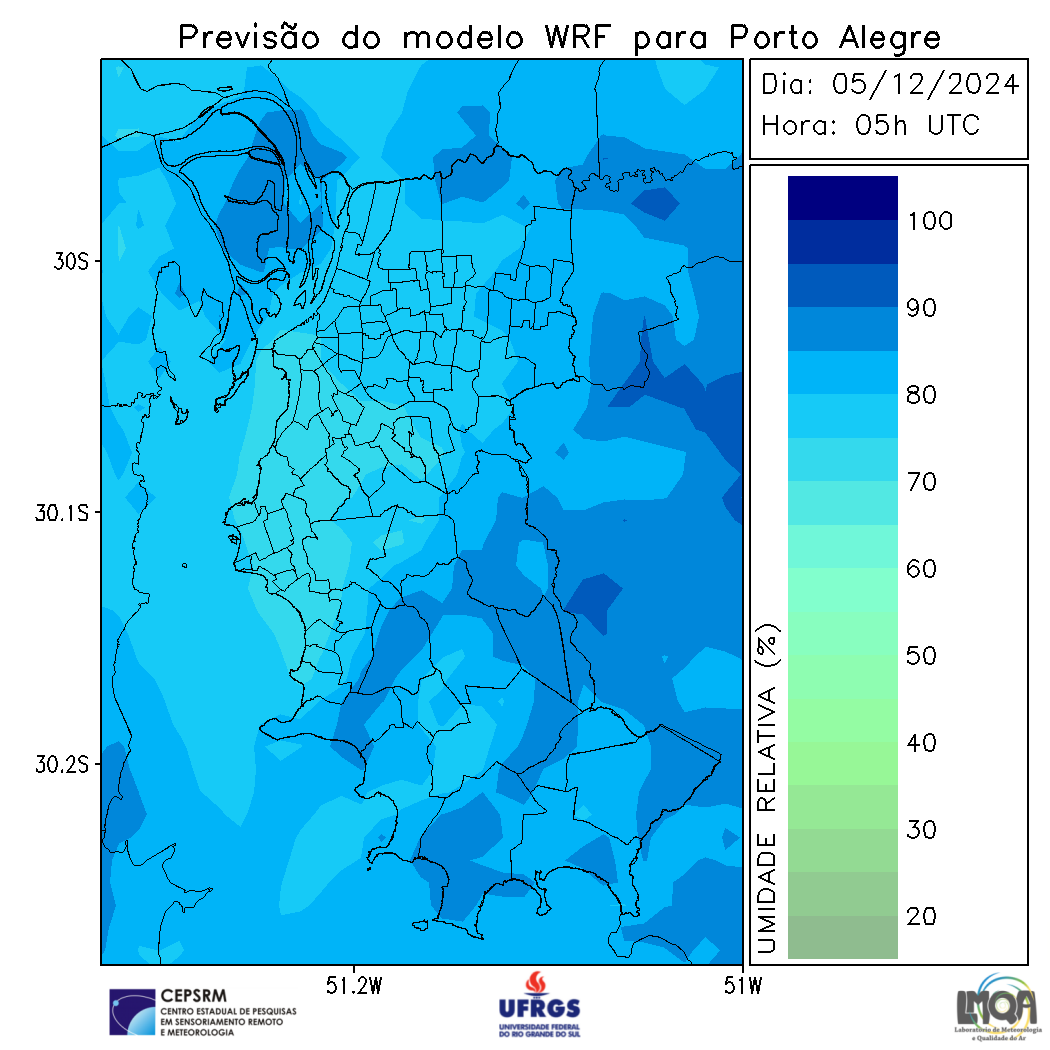 Previsão do modelo WRF para Porto Alegre
Dia: 05/12/2024
Hora: 05h UTC
30S
30.1S
30.2S
51.2W
51W
100
90
80
70
60
50
40
30
20
UMIDADE RELATIVA (%)
CEPSRM
CENTRO ESTADUAL DE PESQUISAS
EM SENSORIAMENTO REMOTO
E METEOROLOGIA
UFRGS
UNIVERSIDADE FEDERAL
DO RIO GRANDE DO SUL
LMQA
Laboratório de Meteorologia
e Qualidade do Ar